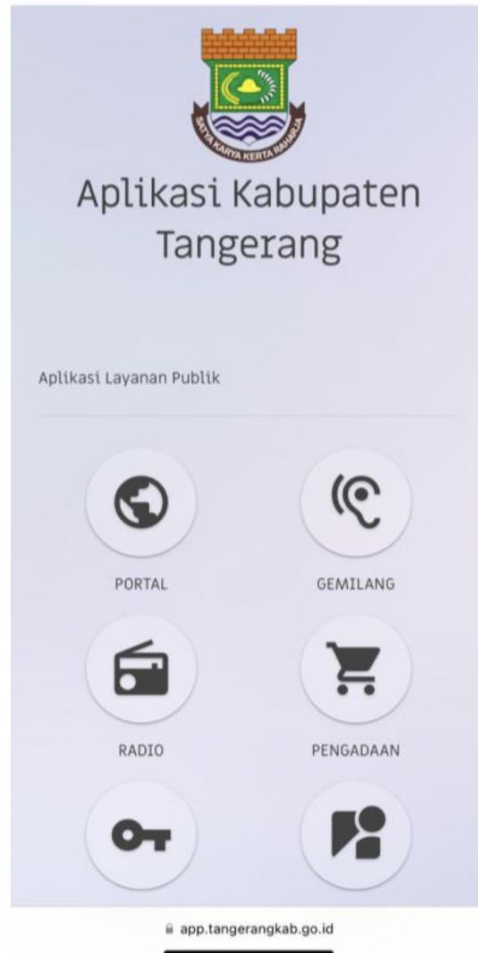 SATYA KARYA KERTA RAHARJA
Aplikasi Kabupaten
Tangerang
Aplikasi Layanan Publik
PORTAL
GEMILANG
RADIO
PENGADAAN
app.tangerangkab.go.id